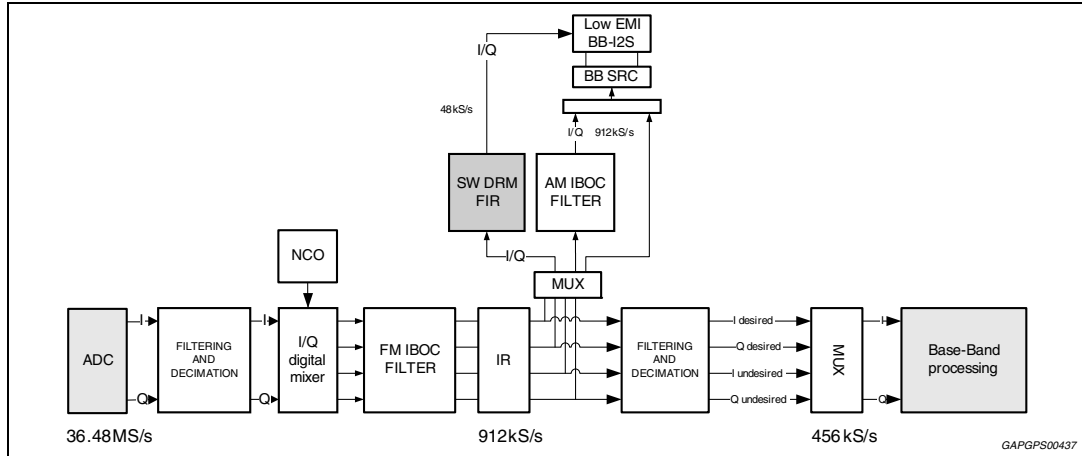 Low EMI
BB-I2S
I/Q
BB SRC
48kS/s
I/Q
912kS/s
SW DRM
FIR
AM IBOC
FILTER
NCO
I/Q
MUX
ADC
I
Q
FILTERING
AND
DECIMATION
I
Q
I/Q
digital
mixer
FM IBOC
FILTER
IR
FILTERING
AND
DECIMATION
I desired
Q desired
I undesired
Q undesired
MUX
I
Q
Base-Band
processing
36.48MS/s
912kS/s
456kS/s
GAPGPS00437